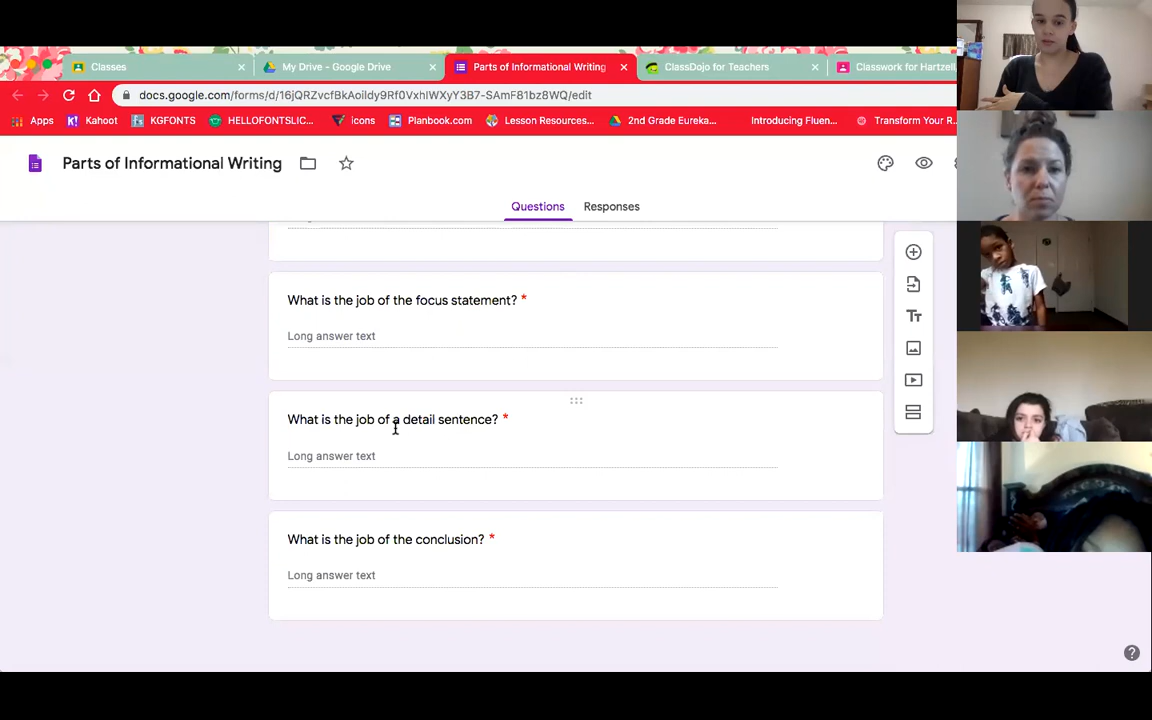 Classes
My Drive - Google Drive
Parts of Informational Writing
ClassDojo for Teachers
Classwork for Hartzell,
docs.google.com/forms/d/16jQRZvcfBkAoiIdy9Rf0VxhIWXyY3B7-SAmF81bz8WQ/edit
Apps
Kahoot
KGFONTS
HELLOFONTSLIC...
icons
Planbook.com
Lesson Resources...
2nd Grade Eureka...
Introducing Fluen...
Transform Your R...
Parts of Informational Writing
Questions
Responses
What is the job of the focus statement? *
Long answer text
What is the job of a detail sentence? *
Long answer text
What is the job of the conclusion? *
Long answer text